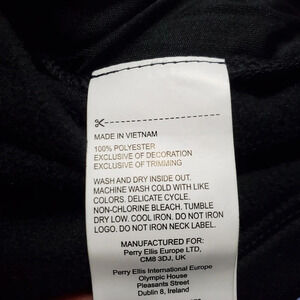 MADE IN VIETNAM
100% POLYESTER
EXCLUSIVE OF DECORATION
EXCLUSIVE OF TRIMMING
WASH AND DRY INSIDE OUT.
MACHINE WASH COLD WITH LIKE
COLORS. DELICATE CYCLE.
NON-CHLORINE BLEACH. TUMBLE
DRY LOW. COOL IRON. DO NOT IRON
LOGO. DO NOT IRON NECK LABEL.
MANUFACTURED FOR:
Perry Ellis Europe LTD,
CM8 3DJ, UK
Perry Ellis International Europe
Olympic House
Pleasants Street
Dublin 8, Ireland